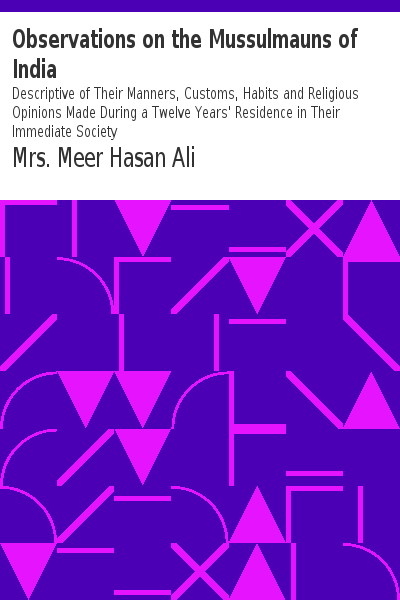 Observations on the Mussulmauns of
India
Descriptive of Their Manners, Customs, Habits and Religious
Opinions Made During a Twelve Years' Residence in Their
Immediate Society
Mrs. Meer Hasan Ali